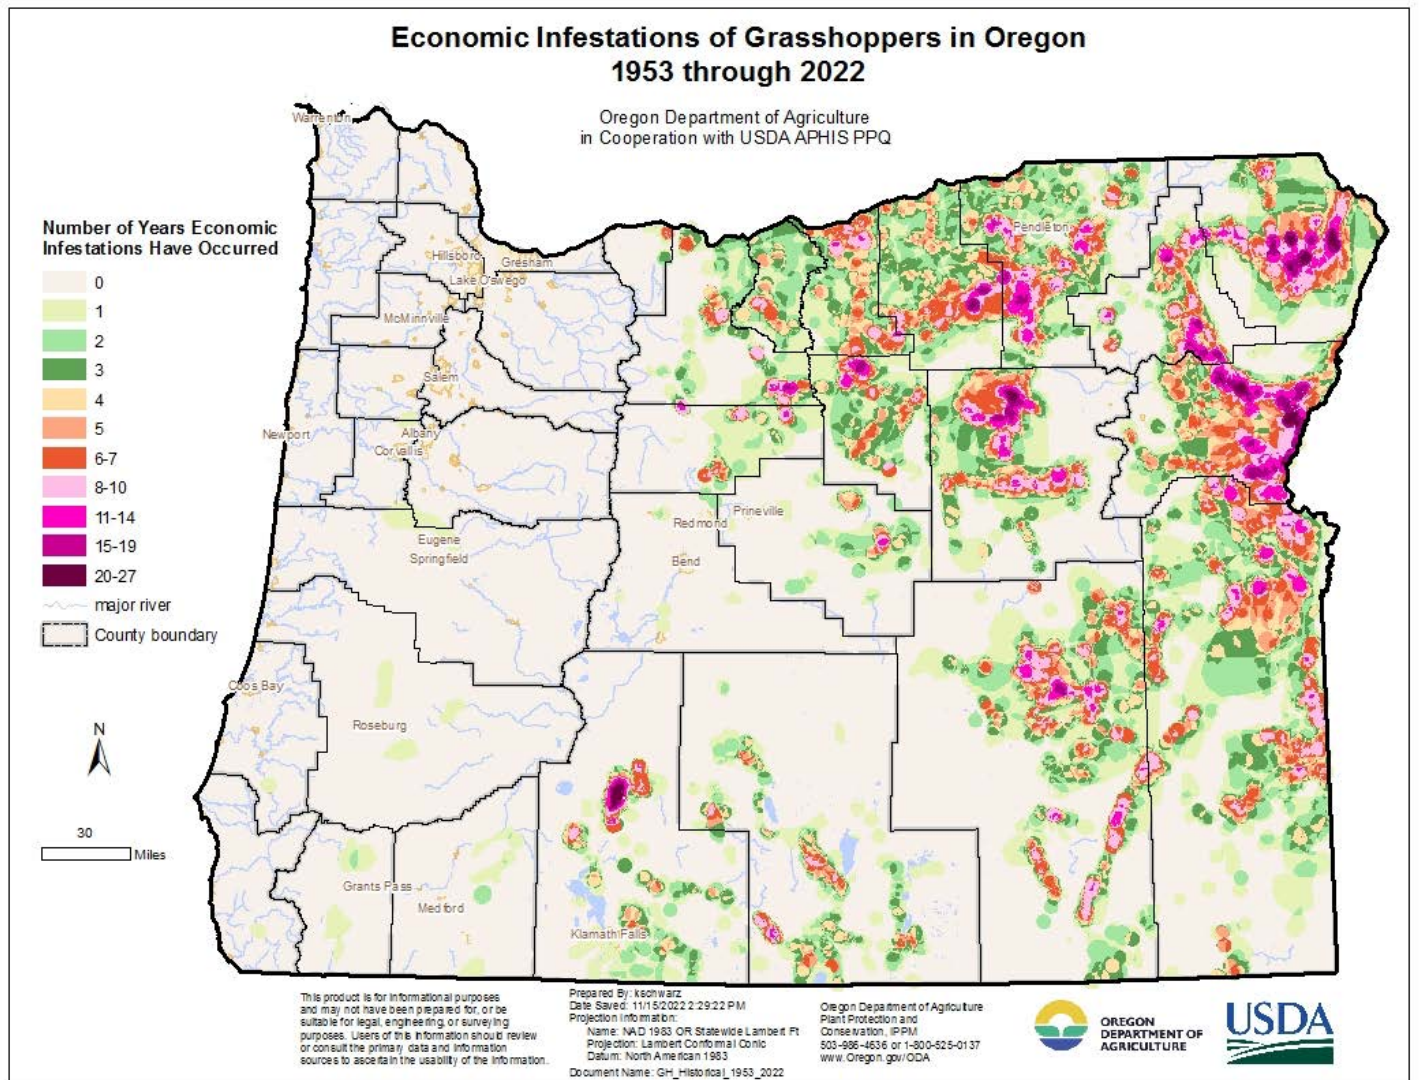 Economic Infestations of Grasshoppers in Oregon
1953 through 2022
Oregon Department of Agriculture
in Cooperation with USDA APHIS PPQ
Warrenton
Number of Years Economic
Infestations Have Occurred
0
1
2
3
4
5
6-7
8-10
11-14
15-19
20-27
major river
County boundary
Pendleton
Hillsboro
Gresham
Lake Oswego
McMinnville
Salem
Newport
Albany
Corvallis
Redmond
Prineville
Eugene
Springfield
Bend
Coos Bay
Roseburg
N
30
Miles
Grants Pass
Medford
Klamath Falls
This product is for informational purposes
and may not have been prepared for, or be
suitable for legal, engineering, or surveying
purposes. Users of this information should review
or consult the primary data and information
sources to ascertain the usability of the information.
Prepared By: kschwarz
Date Saved: 11/15/2022 2:29:22 PM
Projection Information:
Name: NAD 1983 OR Statewide Lambert Ft
Projection: Lambert Conformal Conic
Datum: North American 1983
Document Name: GH_Historical_1953_2022
Oregon Department of Agriculture
Plant Protection and
Conservation, IPPM
503-986-4636 or 1-800-525-0137
www.Oregon.gov/ODA
OREGON
DEPARTMENT OF
AGRICULTURE
USDA